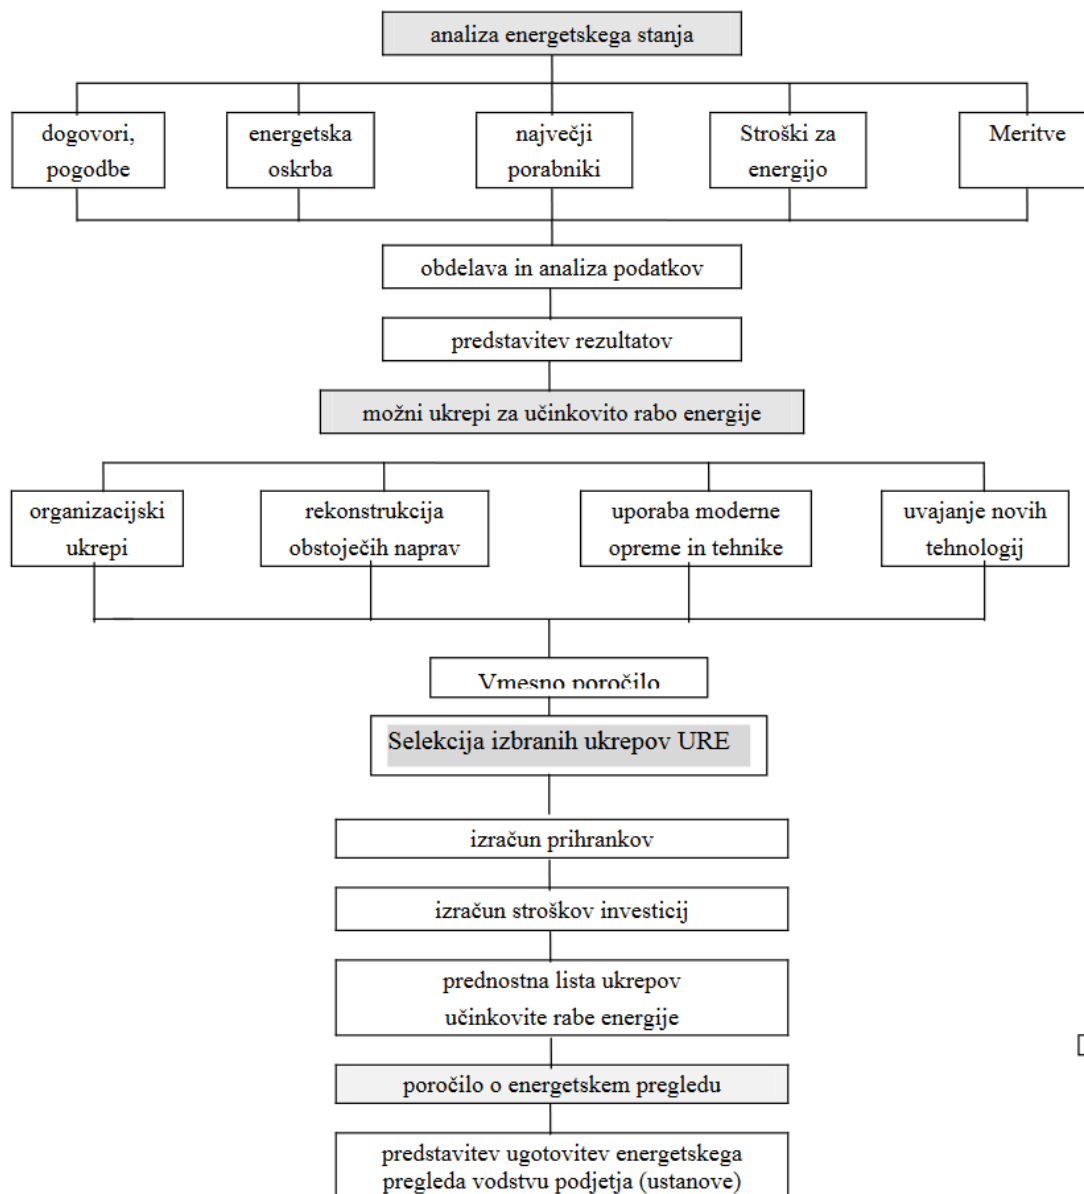 analiza energetskega stanja
dogovori,
pogodbe
energetska
oskrba
največji
porabniki
Stroški za
energijo
Meritve
obdelava in analiza podatkov
predstavitev rezultatov
možni ukrepi za učinkovito rabo energije
organizacijski
ukrepi
rekonstrukcija
obstoječih naprav
uporaba moderne
opreme in tehnike
uvajanje novih
tehnologij
Vmesno poročilo
Selekcija izbranih ukrepov URE
izračun prihrankov
izračun stroškov investicij
prednostna lista ukrepov
učinkovite rabe energije
poročilo o energetskem pregledu
predstavitev ugotovitev energetskega
pregleda vodstvu podjetja (ustanove)